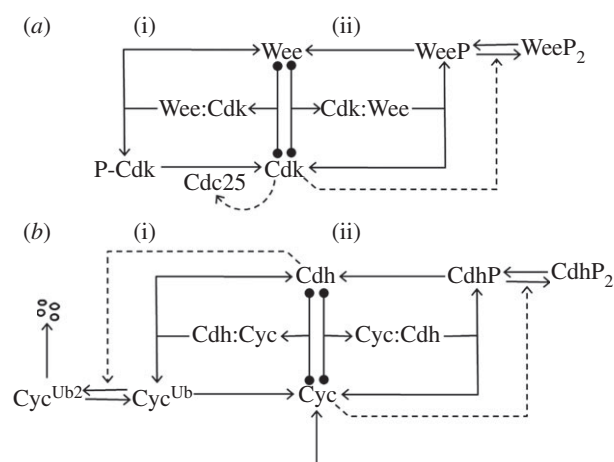 (a) (i) (ii)
Wee WeeP WeeP2
Wee:Cdk Cdk:Wee
P-Cdk Cdc25 Cdk
(b) (i) (ii)
Cdh CdhP CdhP2
Cdh:Cyc Cyc:Cdh
CycUb2 CycUb Cyc